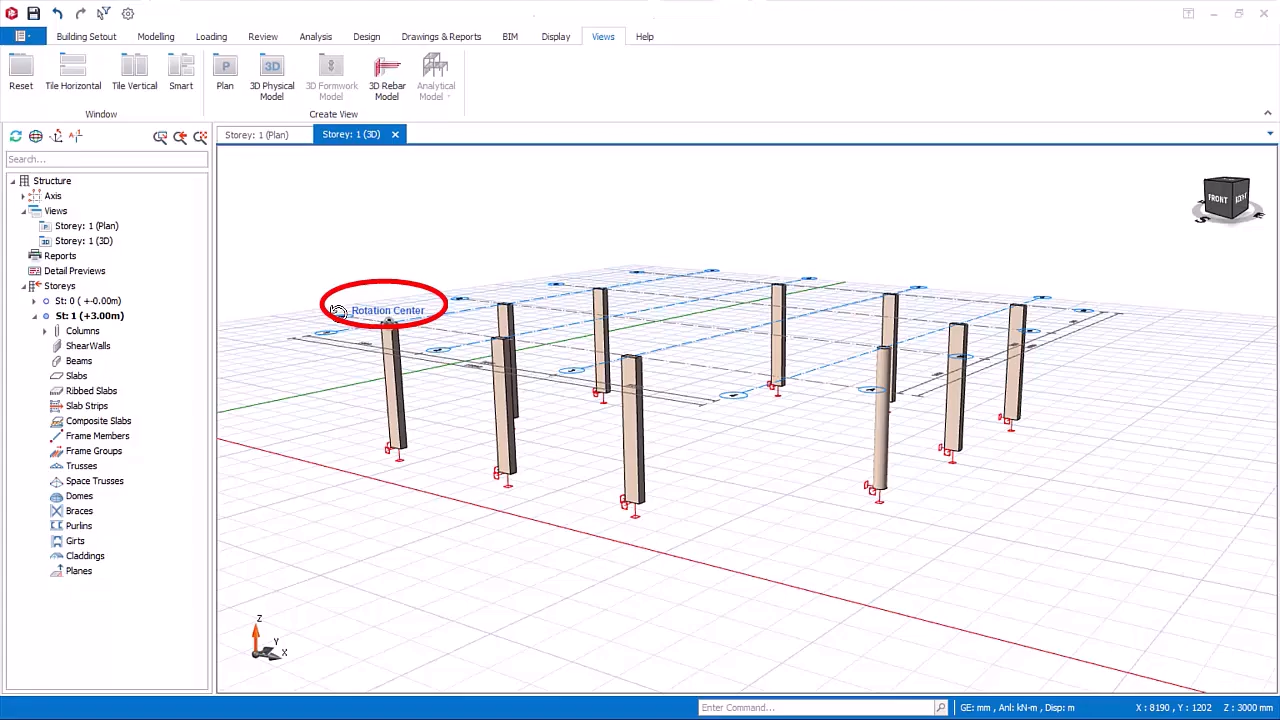 Building Setout Modelling Loading Review Analysis Design Drawings & Reports BIM Display Views Help
Reset Tile Horizontal Tile Vertical Smart
Window
Plan 3D Physical Model 3D Formwork Model 3D Rebar Model Analytical Model
Create View
Storey: 1 (Plan) Storey: 1 (3D)
Search...
Structure
Axis
Views
Storey: 1 (Plan)
Storey: 1 (3D)
Reports
Detail Previews
Storeys
St: 0 ( +-0.00m)
St: 1 (+3.00m)
Columns
ShearWalls
Beams
Slabs
Ribbed Slabs
Slab Strips
Composite Slabs
Frame Members
Frame Groups
Trusses
Space Trusses
Domes
Braces
Purlins
Girts
Claddings
Planes
Rotation Center
FRONT
S E
Z
Y
X
Enter Command...
GE: mm , Anl: kN-m , Disp: m
X : 8190 , Y : 1202 Z : 3000 mm